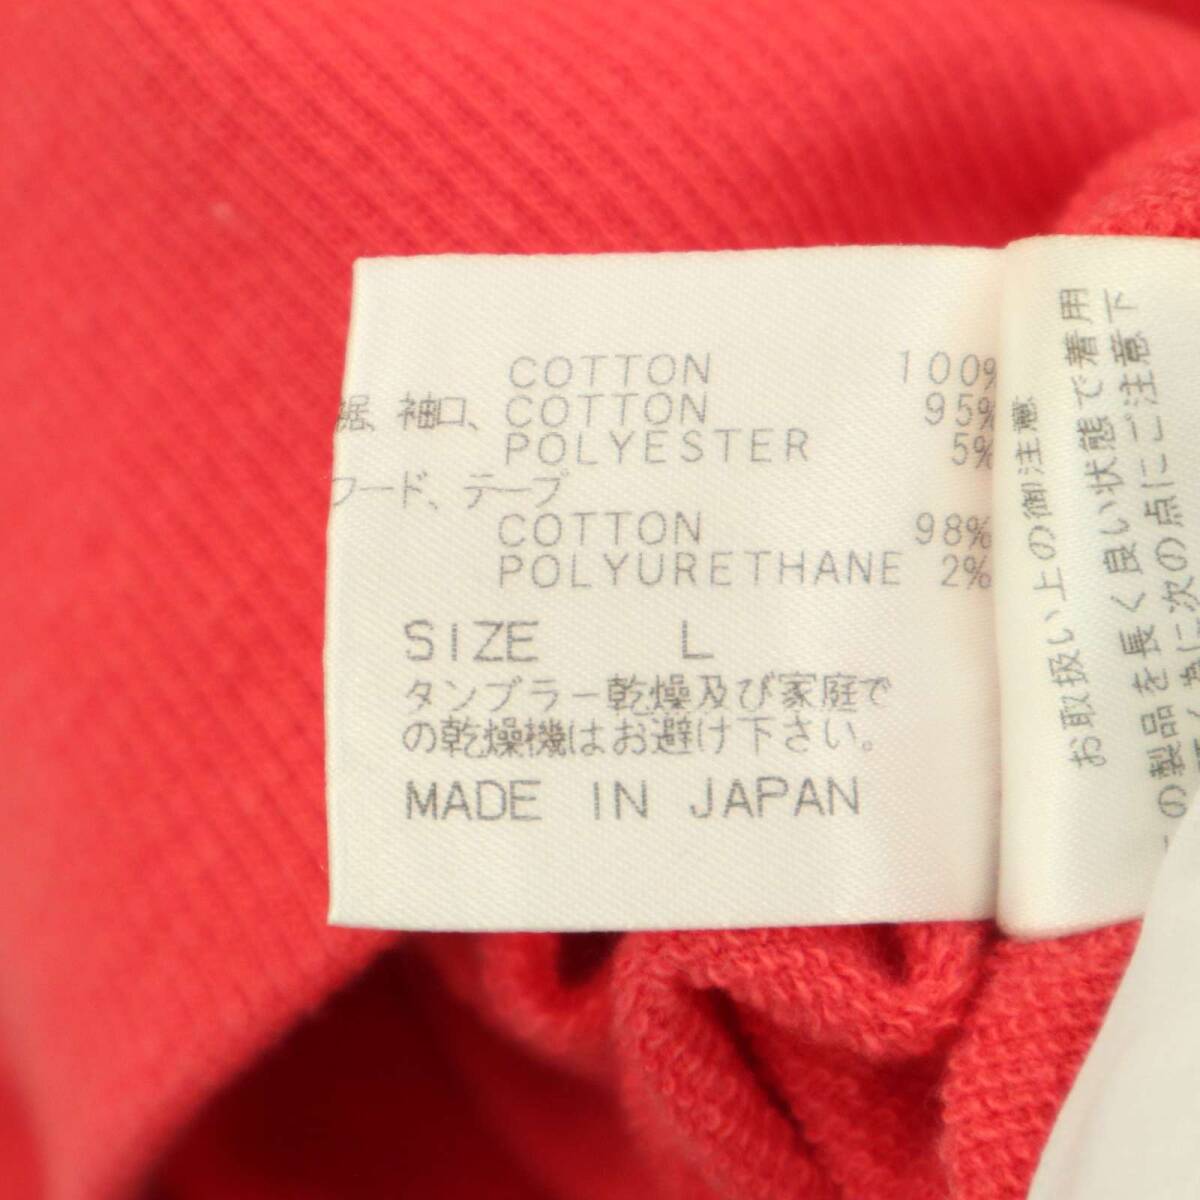 COTTON 100%
裾、袖口、COTTON 95%
POLYESTER 5%
フード、テープ
COTTON 98%
POLYURETHANE 2%
SIZE L
タンブラー乾燥及び家庭で
の乾燥機はお避け下さい。
MADE IN JAPAN
お取扱い上の御注意
の製品を長く良い状態で着用
為に次の点にご注意下